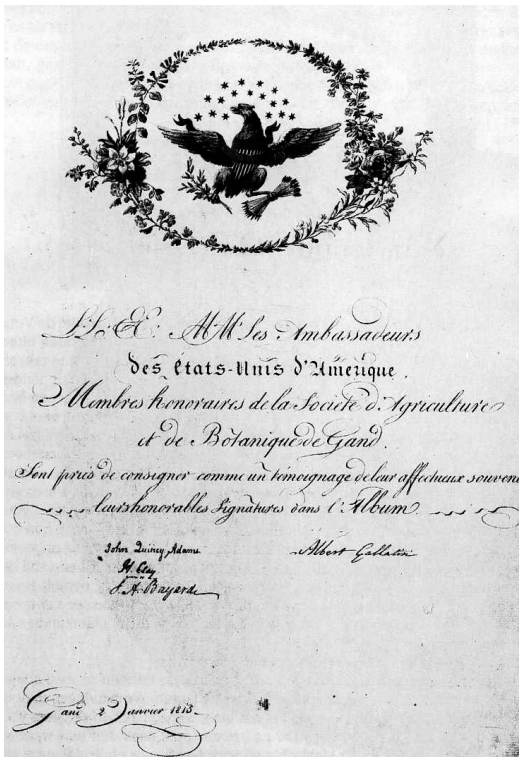 L.L. EE. MM. Les Ambassadeurs
des États-Unis d'Amérique.
Membres honoraires de la Société d'Agriculture
et de Botanique de Gand.
Sont priés de consigner comme un témoignage de leur affectueux souveni
leurs honorables Signatures dans l'Album.
John Quincy Adams
Albert Gallatin
H. Clay
J. A. Bayard
Gand 2 Janvier 1815.